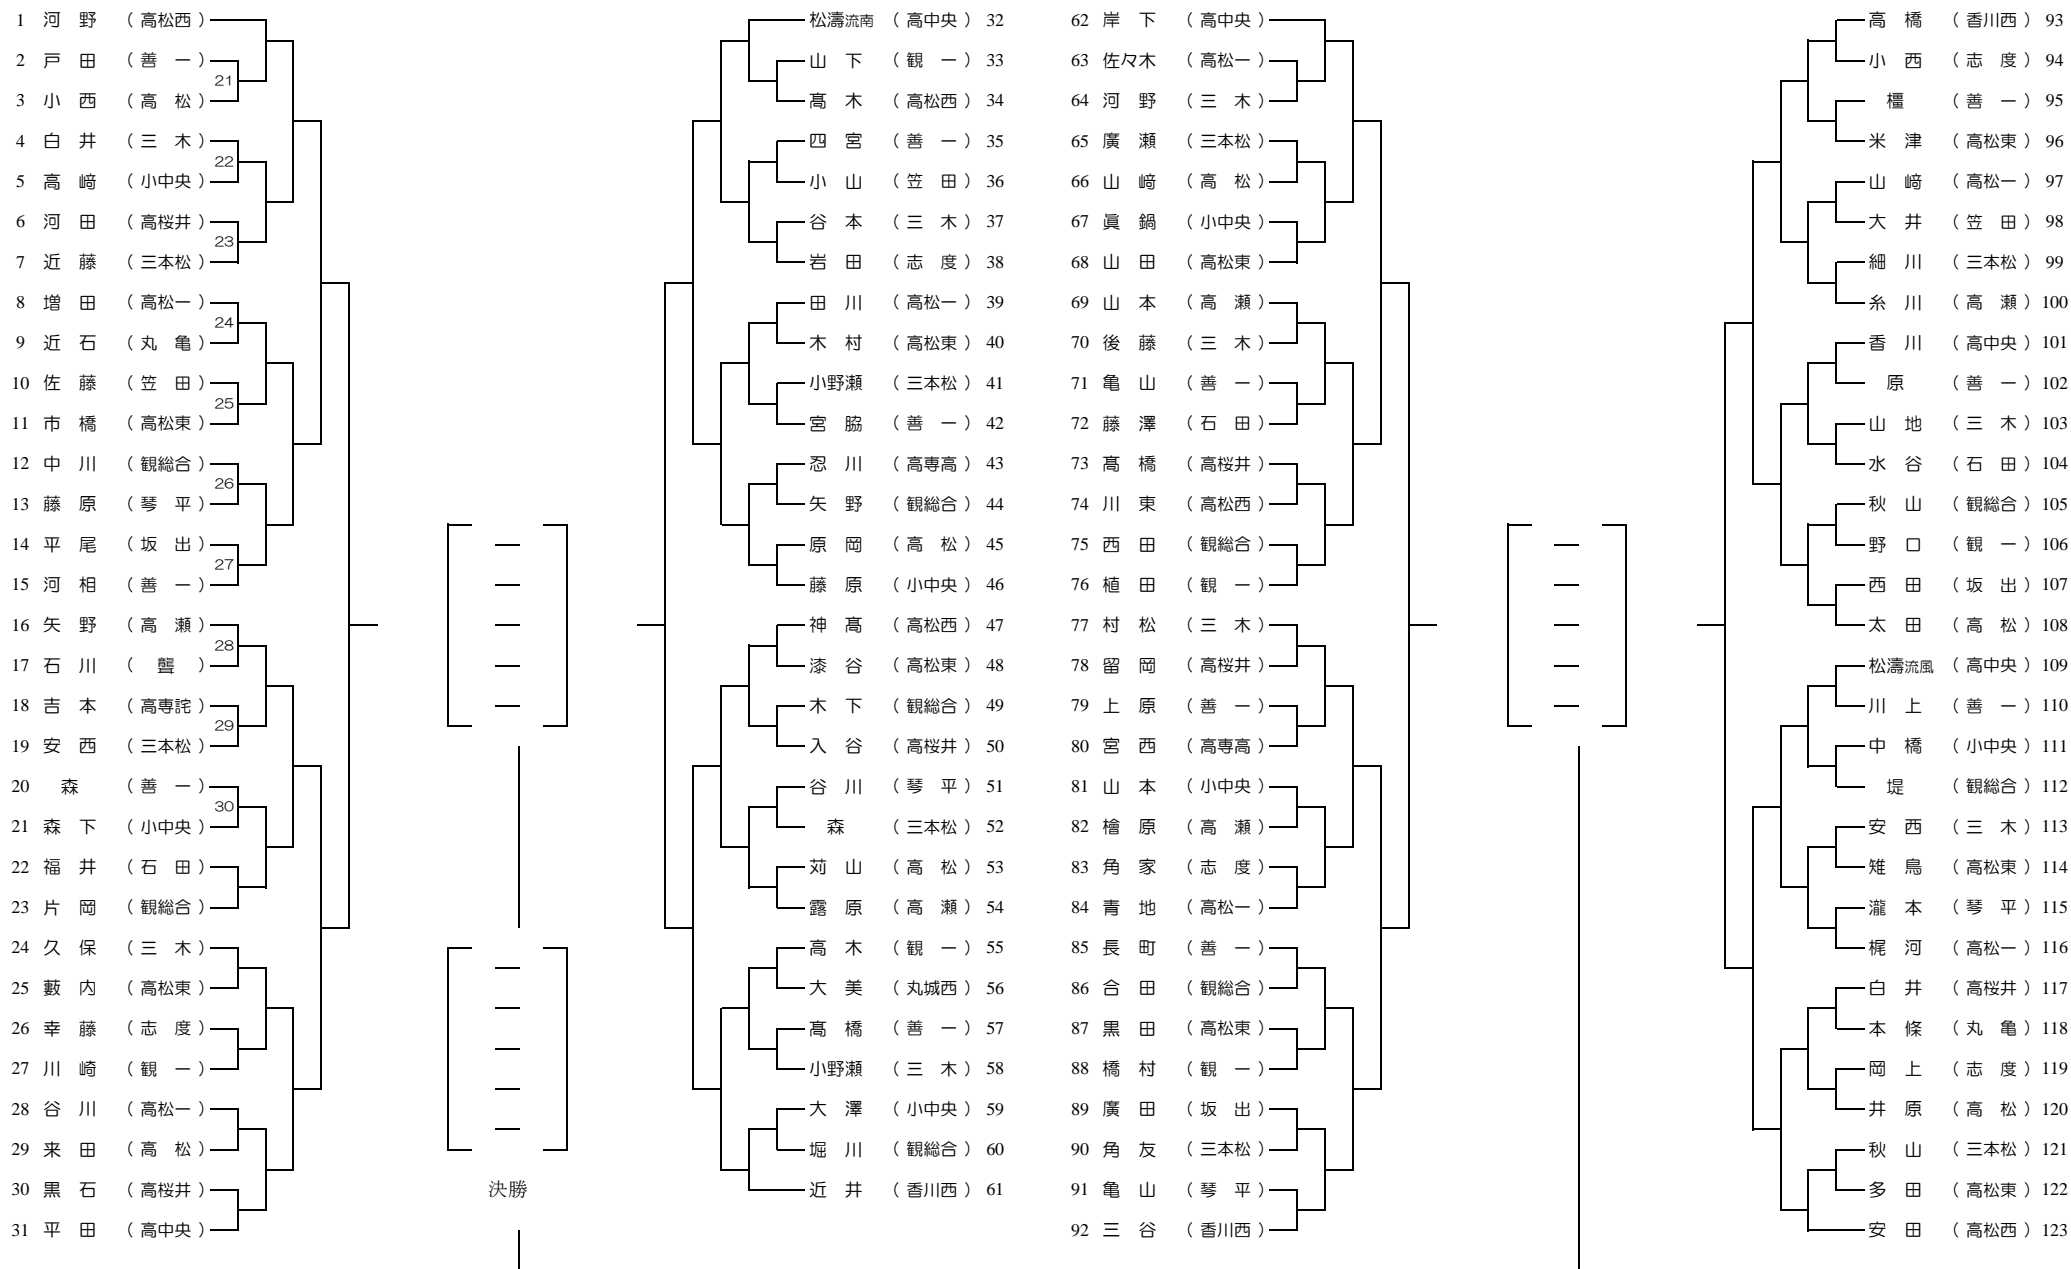 1 河 野 （ 高松西 ）
2 戸 田 （ 善 一 ）
21
3 小 西 （ 高 松 ）
4 白 井 （ 三 木 ）
22
5 高 﨑 （ 小中央 ）
6 河 田 （ 高桜井 ）
23
7 近 藤 （ 三本松 ）
8 増 田 （ 高松一 ）
24
9 近 石 （ 丸 亀 ）
10 佐 藤 （ 笠 田 ）
25
11 市 橋 （ 高松東 ）
12 中 川 （ 観総合 ）
26
13 藤 原 （ 琴 平 ）
14 平 尾 （ 坂 出 ）
27
15 河 相 （ 善 一 ）
16 矢 野 （ 高 瀬 ）
28
17 石 川 （ 聾 ）
18 吉 本 （ 高専詫 ）
29
19 安 西 （ 三本松 ）
20 森 （ 善 一 ）
30
21 森 下 （ 小中央 ）
22 福 井 （ 石 田 ）
23 片 岡 （ 観総合 ）
24 久 保 （ 三 木 ）
25 藪 内 （ 高松東 ）
26 幸 藤 （ 志 度 ）
27 川 崎 （ 観 一 ）
28 谷 川 （ 高松一 ）
29 来 田 （ 高 松 ）
30 黒 石 （ 高桜井 ）
31 平 田 （ 高中央 ）
―
―
―
―
―
―
―
―
―
―
決勝
松濤流南 （ 高中央 ） 32
山 下 （ 観 一 ） 33
髙 木 （ 高松西 ） 34
四 宮 （ 善 一 ） 35
小 山 （ 笠 田 ） 36
谷 本 （ 三 木 ） 37
岩 田 （ 志 度 ） 38
田 川 （ 高松一 ） 39
木 村 （ 高松東 ） 40
小野瀬 （ 三本松 ） 41
宮 脇 （ 善 一 ） 42
忍 川 （ 高専高 ） 43
矢 野 （ 観総合 ） 44
原 岡 （ 高 松 ） 45
藤 原 （ 小中央 ） 46
神 髙 （ 高松西 ） 47
漆 谷 （ 高松東 ） 48
木 下 （ 観総合 ） 49
入 谷 （ 高桜井 ） 50
谷 川 （ 琴 平 ） 51
森 （ 三本松 ） 52
苅 山 （ 高 松 ） 53
露 原 （ 高 瀬 ） 54
高 木 （ 観 一 ） 55
大 美 （ 丸城西 ） 56
髙 橋 （ 善 一 ） 57
小野瀬 （ 三 木 ） 58
大 澤 （ 小中央 ） 59
堀 川 （ 観総合 ） 60
近 井 （ 香川西 ） 61
62 岸 下 （ 高中央 ）
63 佐々木 （ 高松一 ）
64 河 野 （ 三 木 ）
65 廣 瀬 （ 三本松 ）
66 山 﨑 （ 高 松 ）
67 眞 鍋 （ 小中央 ）
68 山 田 （ 高松東 ）
69 山 本 （ 高 瀬 ）
70 後 藤 （ 三 木 ）
71 亀 山 （ 善 一 ）
72 藤 澤 （ 石 田 ）
73 髙 橋 （ 高桜井 ）
74 川 東 （ 高松西 ）
75 西 田 （ 観総合 ）
76 植 田 （ 観 一 ）
77 村 松 （ 三 木 ）
78 留 岡 （ 高桜井 ）
79 上 原 （ 善 一 ）
80 宮 西 （ 高専高 ）
81 山 本 （ 小中央 ）
82 檜 原 （ 高 瀬 ）
83 角 家 （ 志 度 ）
84 青 地 （ 高松一 ）
85 長 町 （ 善 一 ）
86 合 田 （ 観総合 ）
87 黒 田 （ 高松東 ）
88 橋 村 （ 観 一 ）
89 廣 田 （ 坂 出 ）
90 角 友 （ 三本松 ）
91 亀 山 （ 琴 平 ）
92 三 谷 （ 香川西 ）
―
―
―
―
―
高 橋 （ 香川西 ） 93
小 西 （ 志 度 ） 94
橿 （ 善 一 ） 95
米 津 （ 高松東 ） 96
山 﨑 （ 高松一 ） 97
大 井 （ 笠 田 ） 98
細 川 （ 三本松 ） 99
糸 川 （ 高 瀬 ） 100
香 川 （ 高中央 ） 101
原 （ 善 一 ） 102
山 地 （ 三 木 ） 103
水 谷 （ 石 田 ） 104
秋 山 （ 観総合 ） 105
野 口 （ 観 一 ） 106
西 田 （ 坂 出 ） 107
太 田 （ 高 松 ） 108
松濤流風 （ 高中央 ） 109
川 上 （ 善 一 ） 110
中 橋 （ 小中央 ） 111
堤 （ 観総合 ） 112
安 西 （ 三 木 ） 113
雉 鳥 （ 高松東 ） 114
瀧 本 （ 琴 平 ） 115
梶 河 （ 高松一 ） 116
白 井 （ 高桜井 ） 117
本 條 （ 丸 亀 ） 118
岡 上 （ 志 度 ） 119
井 原 （ 高 松 ） 120
秋 山 （ 三本松 ） 121
多 田 （ 高松東 ） 122
安 田 （ 高松西 ） 123